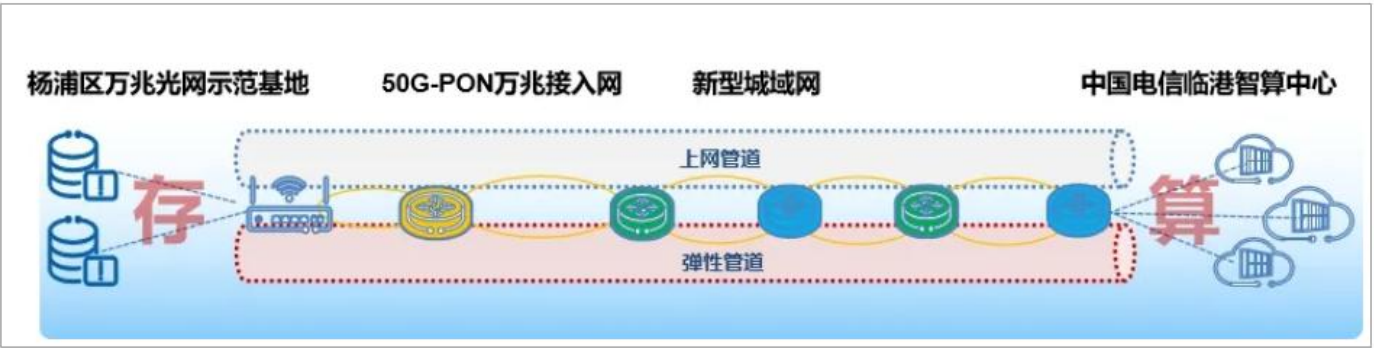 杨浦区万兆光网示范基地
50G-PON万兆接入网
新型城域网
中国电信临港智算中心
上网管道
存
算
弹性管道